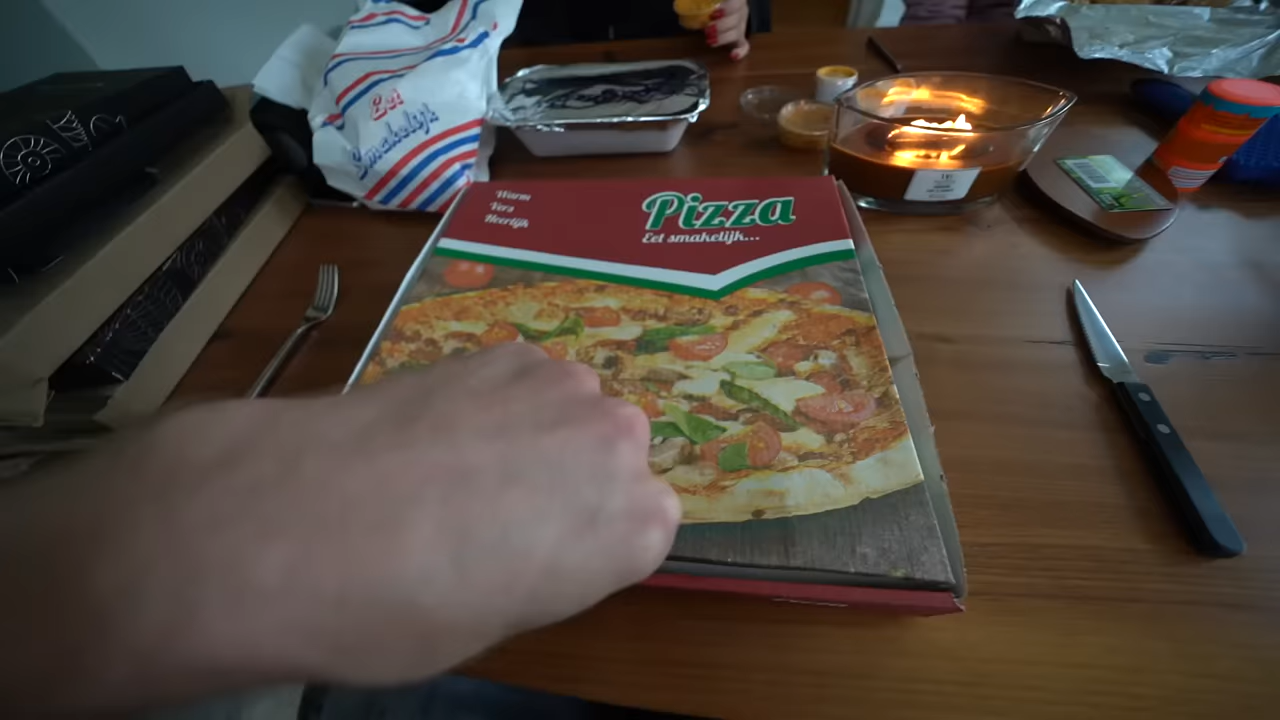 Eet
Smakelijk
Warm
Vers
Heerlijk
Pizza
Eet smakelijk...